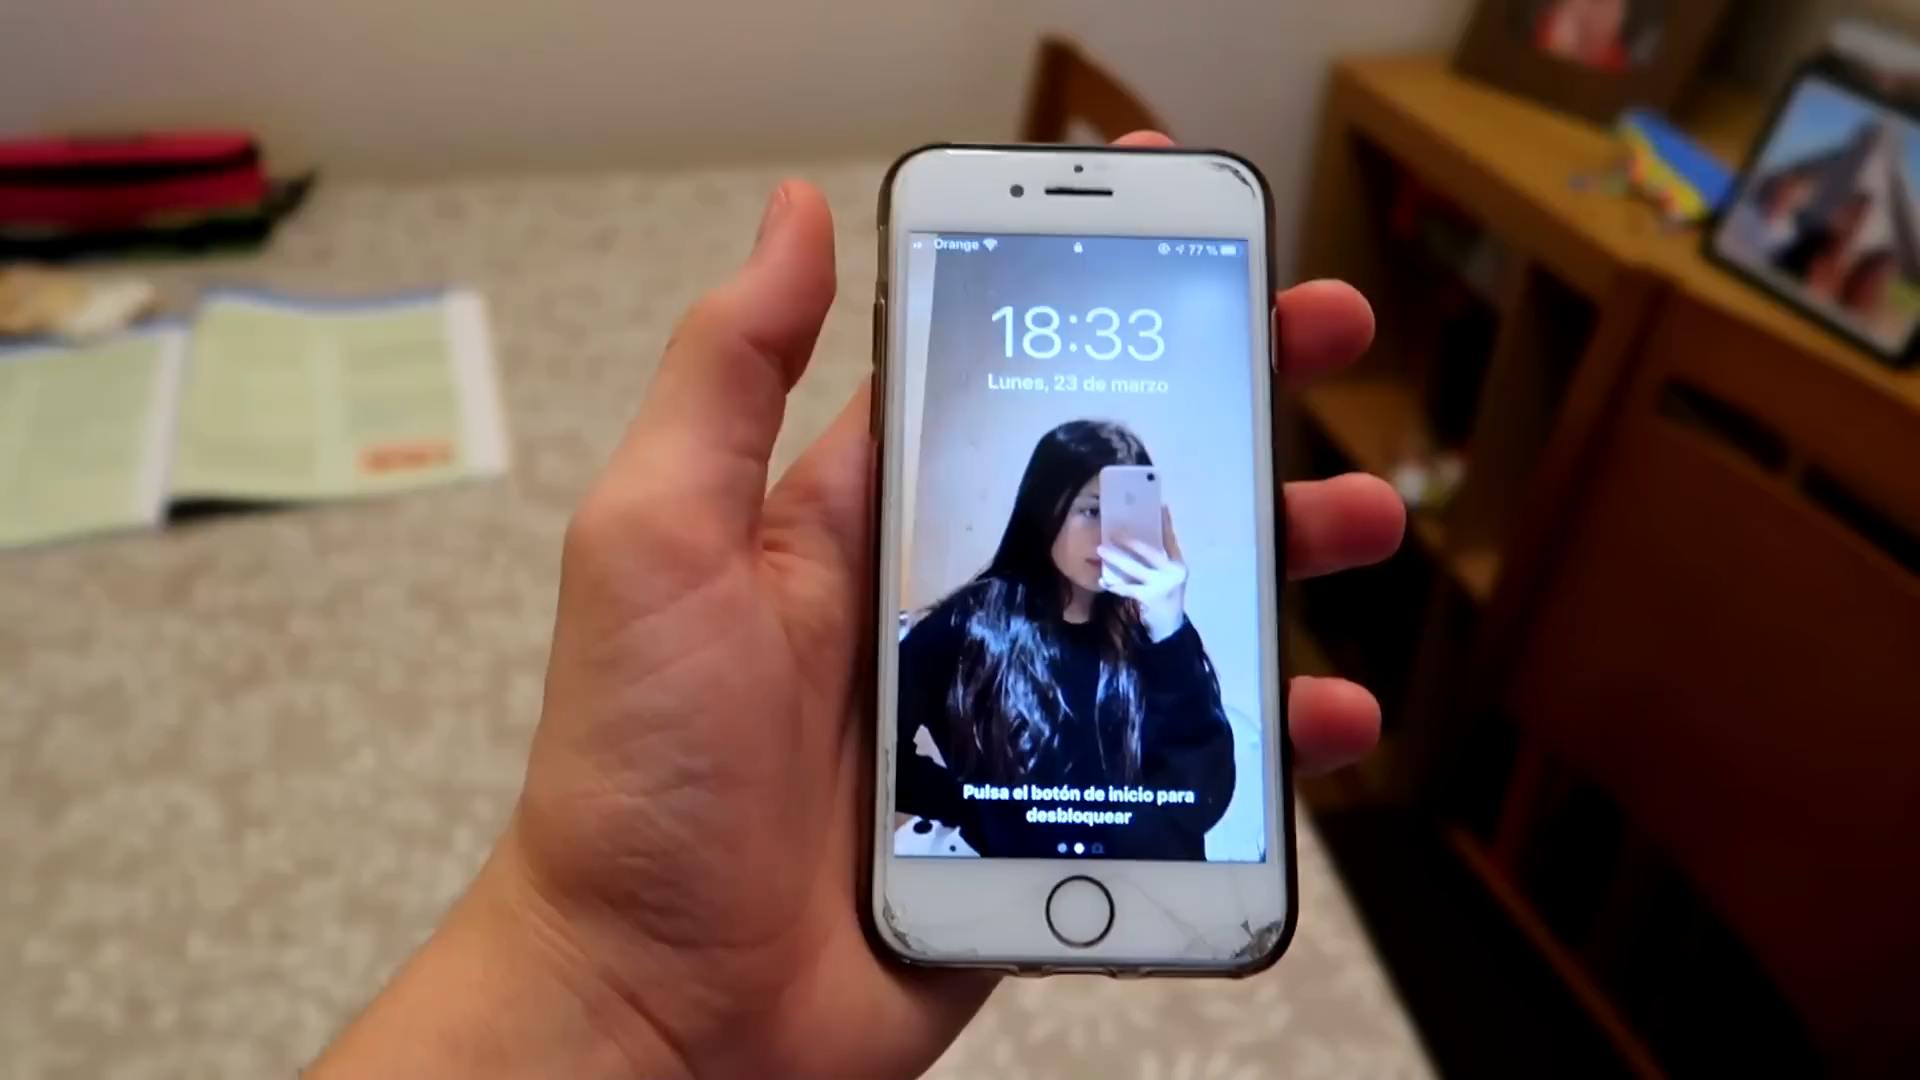 Orange 77 %
18:33
Lunes, 23 de marzo
Pulsa el botón de inicio para
desbloquear